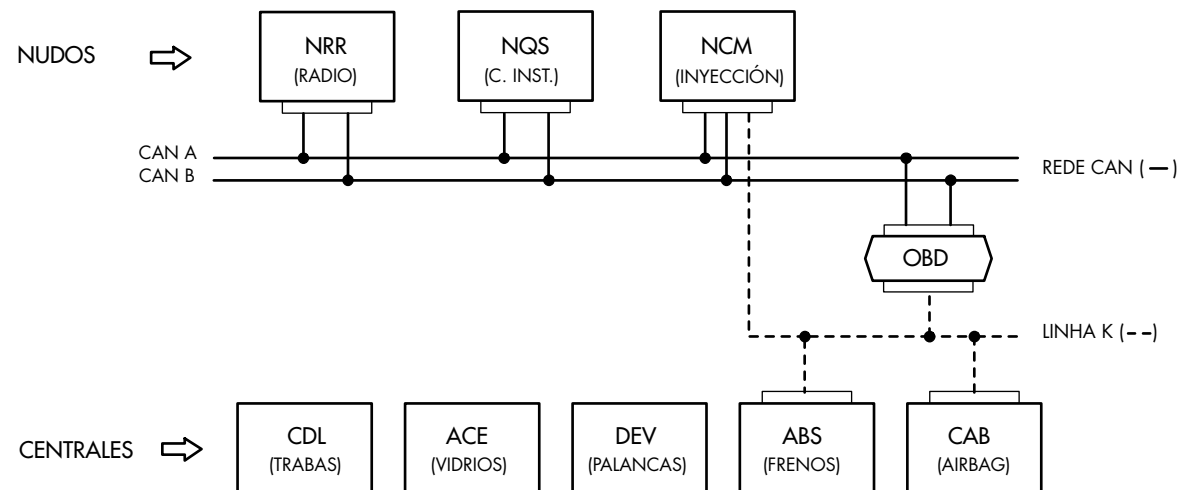 NUDOS
NRR
(RADIO)
NQS
(C. INST.)
NCM
(INYECCIÓN)
CAN A
CAN B
REDE CAN ( — )
OBD
LINHA K (- -)
CENTRALES
CDL
(TRABAS)
ACE
(VIDRIOS)
DEV
(PALANCAS)
ABS
(FRENOS)
CAB
(AIRBAG)